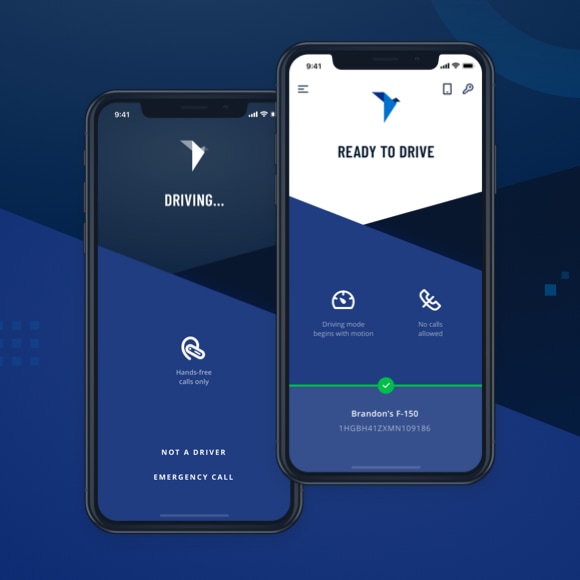 9:41
DRIVING...
Hands-free
calls only
NOT A DRIVER
EMERGENCY CALL
9:41
READY TO DRIVE
Driving mode
begins with motion
No calls
allowed
Brandon's F-150
1HGBH41ZXMN109186